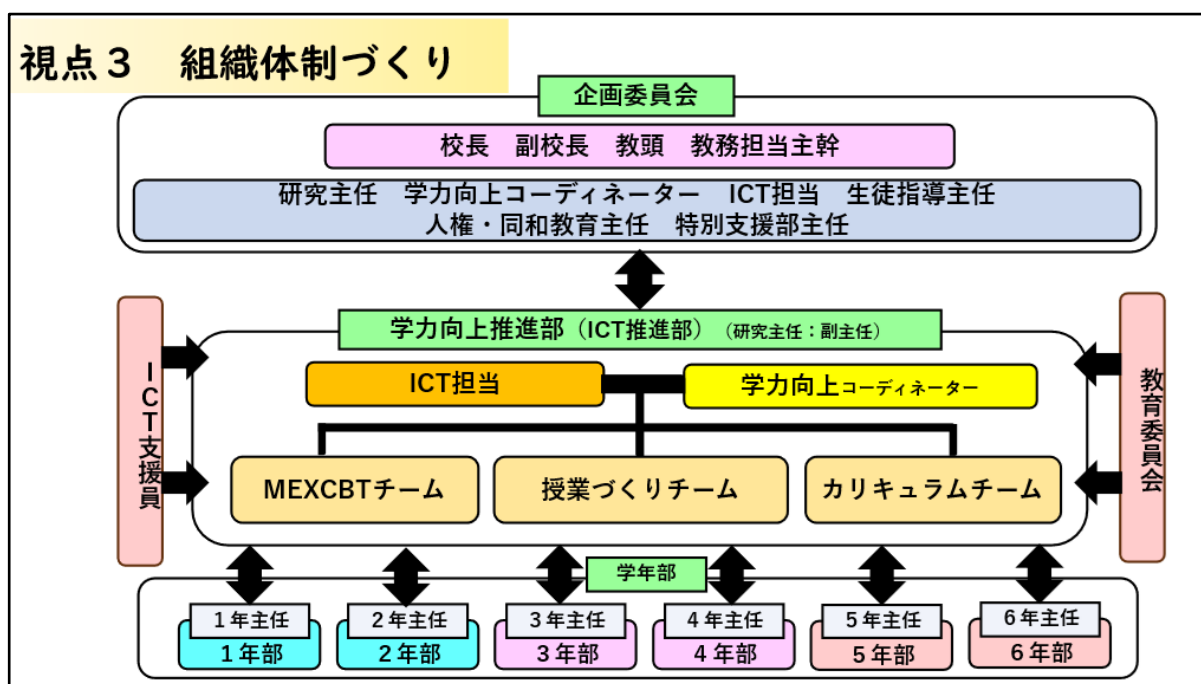 視点３　組織体制づくり
企画委員会
校長　副校長　教頭　教務担当主幹
研究主任　学力向上コーディネーター　ICT担当　生徒指導主任
人権・同和教育主任　特別支援部主任
学力向上推進部（ICT推進部）（研究主任：副主任）
ICT支援員
ICT担当
学力向上コーディネーター
教育委員会
MEXCBTチーム
授業づくりチーム
カリキュラムチーム
学年部
１年主任
２年主任
３年主任
４年主任
５年主任
６年主任
１年部
２年部
３年部
４年部
５年部
６年部